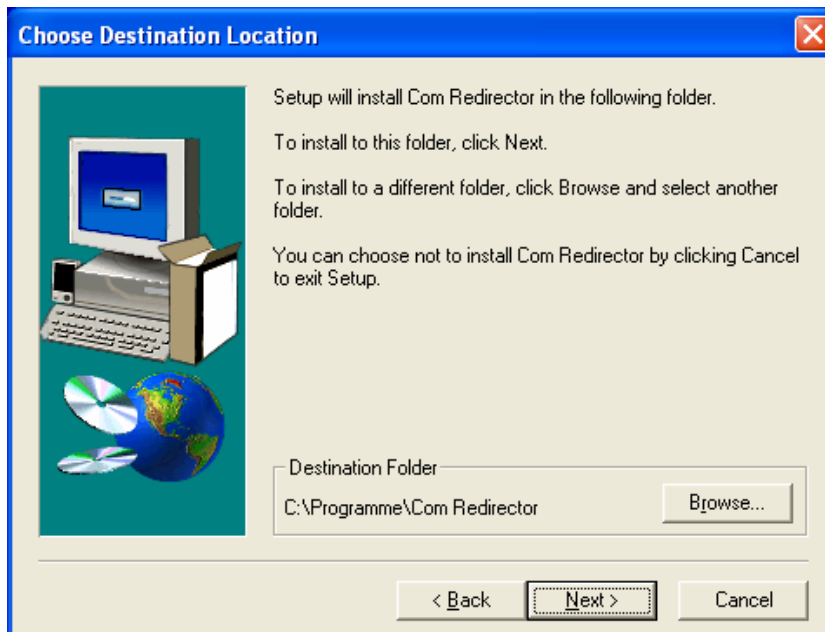 Choose Destination Location
Setup will install Com Redirector in the following folder.
To install to this folder, click Next.
To install to a different folder, click Browse and select another
folder.
You can choose not to install Com Redirector by clicking Cancel
to exit Setup.
Destination Folder
C:\Programme\Com Redirector
Browse...
< Back
Next >
Cancel